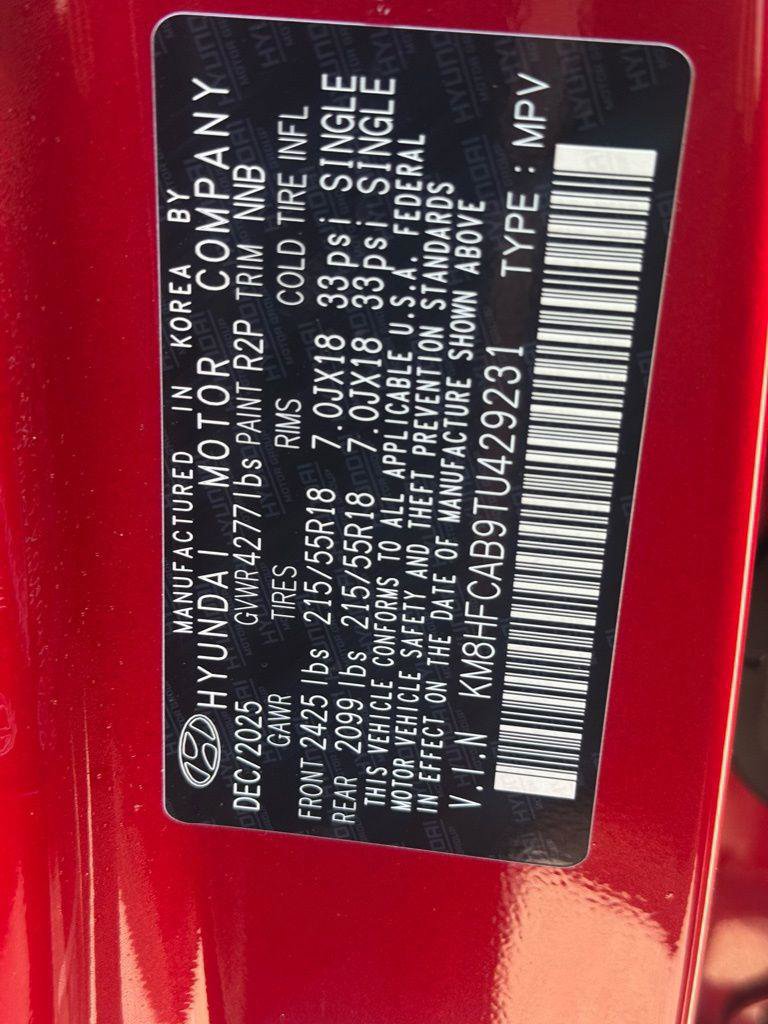 MANUFACTURED IN KOREA BY
HYUNDAI MOTOR COMPANY
DEC/2025 GVWR 4277 lbs PAINT R2P TRIM NNB
GAWR TIRES RIMS COLD TIRE INFL
FRONT 2425 lbs 215/55R18 7.0JX18 33psi SINGLE
REAR 2099 lbs 215/55R18 7.0JX18 33psi SINGLE
THIS VEHICLE CONFORMS TO ALL APPLICABLE U.S.A. FEDERAL
MOTOR VEHICLE SAFETY AND THEFT PREVENTION STANDARDS
IN EFFECT ON THE DATE OF MANUFACTURE SHOWN ABOVE
V.I.N KM8HFCAB9TU429231 TYPE : MPV